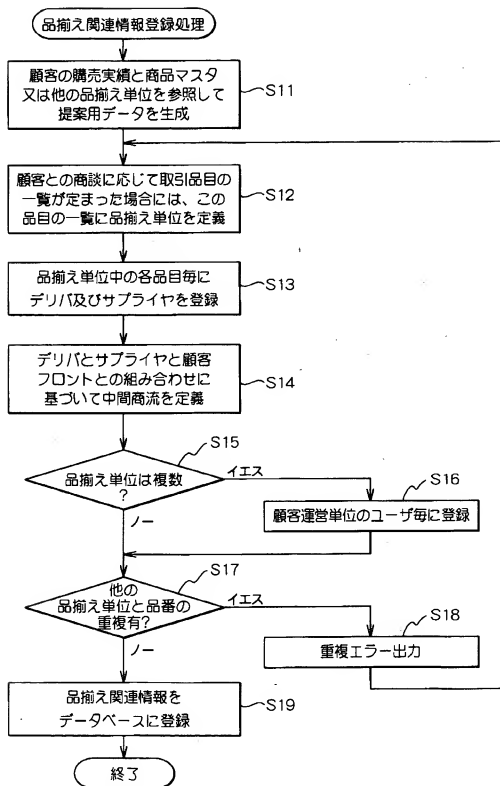 品揃え関連情報登録処理
顧客の購売実績と商品マスタ
又は他の品揃え単位を参照して
提案用データを生成
S11
顧客との商談に応じて取引品目の
一覧が定まった場合には、この
品目の一覧に品揃え単位を定義
S12
品揃え単位中の各品目毎に
デリバ及びサプライヤを登録
S13
デリバとサプライヤと顧客
フロントとの組み合わせに
基づいて中間商流を定義
S14
S15
品揃え単位は複数
?
イエス
ノー
S16
顧客運営単位のユーザ毎に登録
S17
他の
品揃え単位と品番の
重複有?
イエス
ノー
S18
重複エラー出力
品揃え関連情報を
データベースに登録
S19
終了